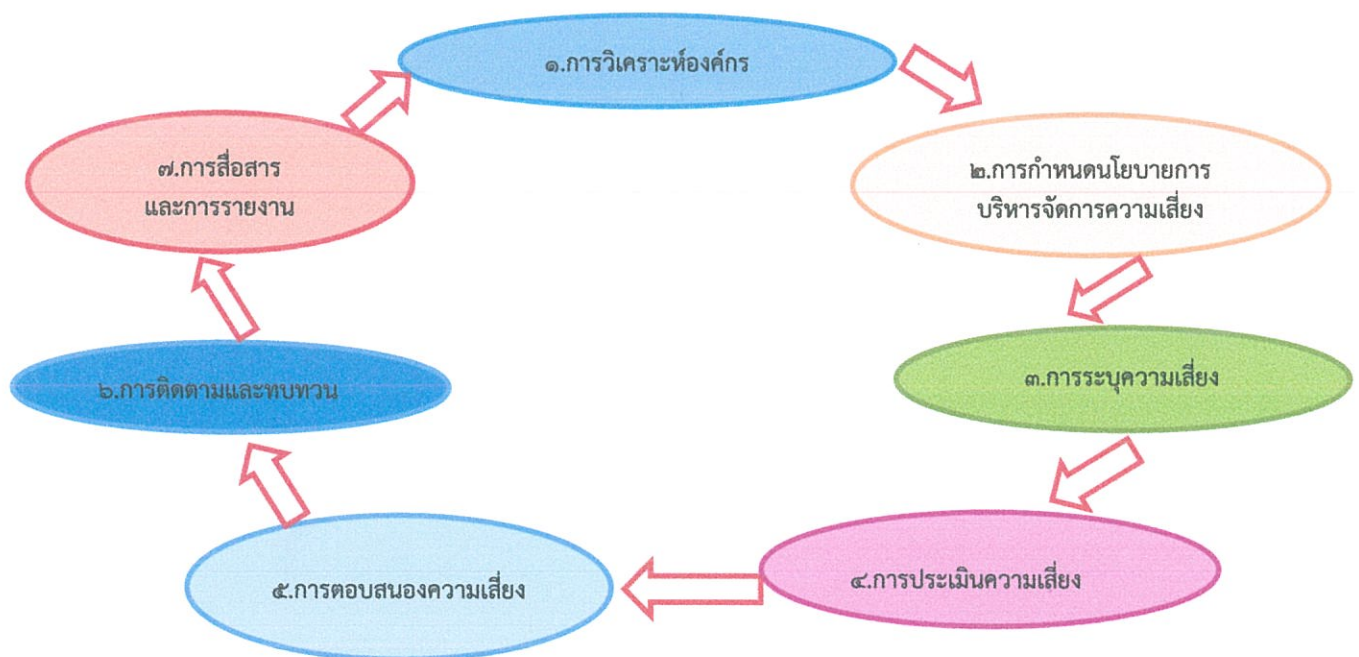 ๑.การวิเคราะห์องค์กร
๒.การกำหนดนโยบายการ
บริหารจัดการความเสี่ยง
๓.การระบุความเสี่ยง
๔.การประเมินความเสี่ยง
๕.การตอบสนองความเสี่ยง
๖.การติดตามและทบทวน
๗.การสื่อสาร
และการรายงาน